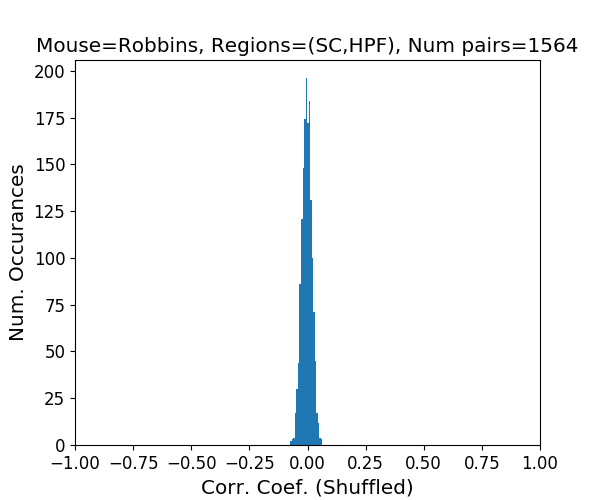 Mouse=Robbins, Regions=(SC,HPF), Num pairs=1564
200
175
150
125
100
75
50
25
0
Num. Occurances
−1.00 −0.75 −0.50 −0.25 0.00 0.25 0.50 0.75 1.00
Corr. Coef. (Shuffled)